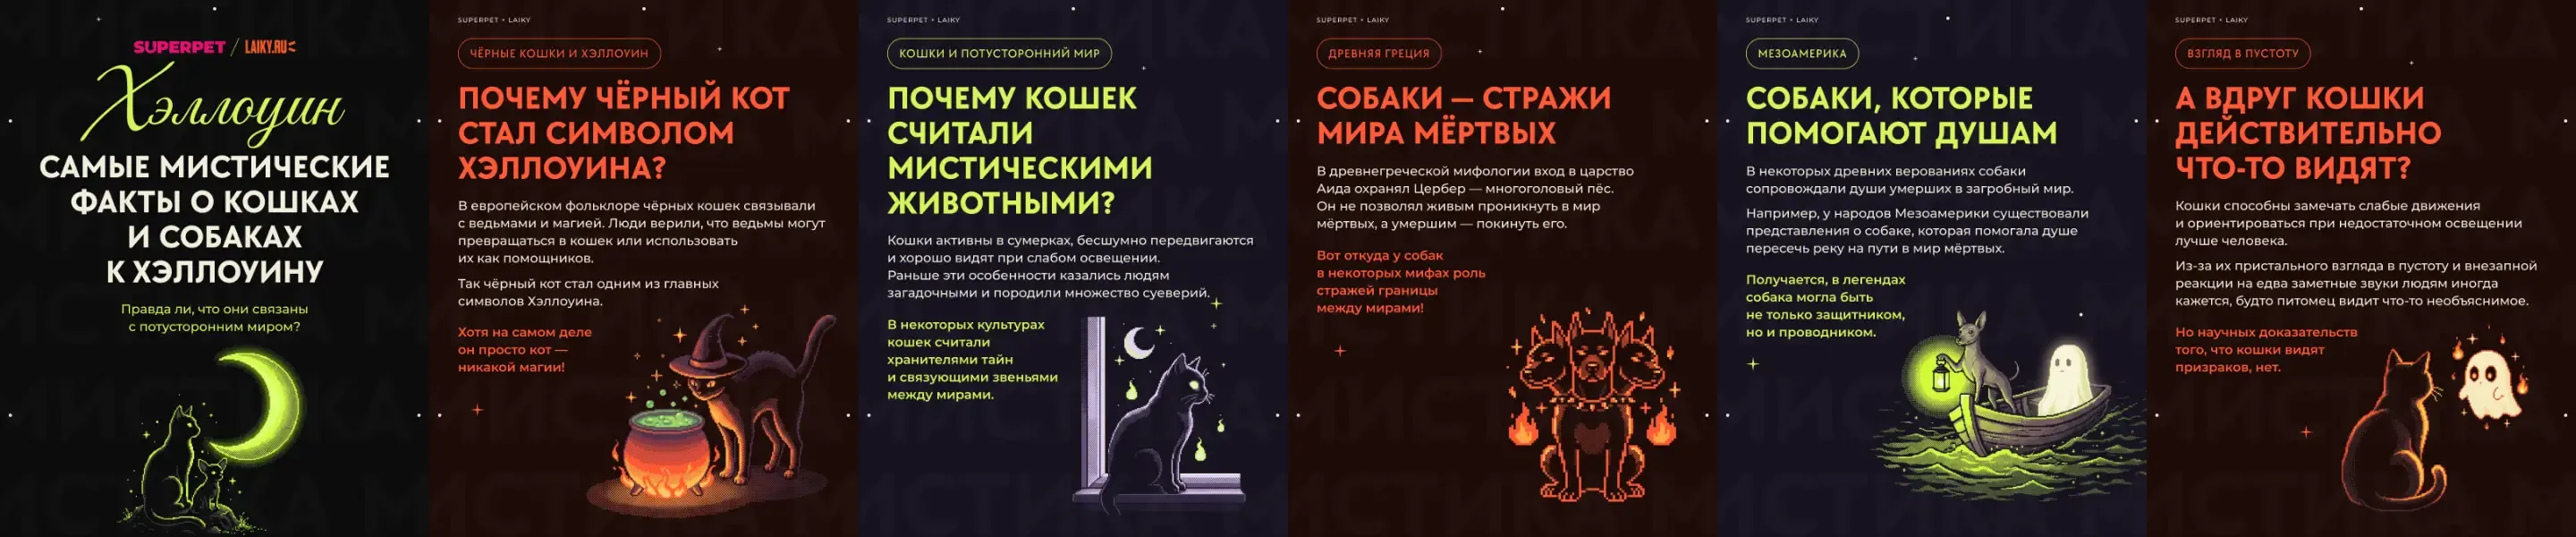 SUPERPET / LAIKY.RU
Хэллоуин
САМЫЕ МИСТИЧЕСКИЕ
ФАКТЫ О КОШКАХ
И СОБАКАХ
К ХЭЛЛОУИНУ
Правда ли, что они связаны
с потусторонним миром?
SUPERPET • LAIKY
ЧЁРНЫЕ КОШКИ И ХЭЛЛОУИН
ПОЧЕМУ ЧЁРНЫЙ КОТ
СТАЛ СИМВОЛОМ
ХЭЛЛОУИНА?
В европейском фольклоре чёрных кошек связывали
с ведьмами и магией. Люди верили, что ведьмы могут
превращаться в кошек или использовать
их как помощников.
Так чёрный кот стал одним из главных
символов Хэллоуина.
Хотя на самом деле
он просто кот —
никакой магии!
SUPERPET • LAIKY
КОШКИ И ПОТУСТОРОННИЙ МИР
ПОЧЕМУ КОШЕК
СЧИТАЛИ
МИСТИЧЕСКИМИ
ЖИВОТНЫМИ?
Кошки активны в сумерках, бесшумно передвигаются
и хорошо видят при слабом освещении.
Раньше эти особенности казались людям
загадочными и породили множество суеверий.
В некоторых культурах
кошек считали
хранителями тайн
и связующими звеньями
между мирами.
SUPERPET • LAIKY
ДРЕВНЯЯ ГРЕЦИЯ
СОБАКИ — СТРАЖИ
МИРА МЁРТВЫХ
В древнегреческой мифологии вход в царство
Аида охранял Цербер — многоголовый пёс.
Он не позволял живым проникнуть в мир
мёртвых, а умершим — покинуть его.
Вот откуда у собак
в некоторых мифах роль
стражей границы
между мирами!
SUPERPET • LAIKY
МЕЗОАМЕРИКА
СОБАКИ, КОТОРЫЕ
ПОМОГАЮТ ДУШАМ
В некоторых древних верованиях собаки
сопровождали души умерших в загробный мир.
Например, у народов Мезоамерики существовали
представления о собаке, которая помогала душе
пересечь реку на пути в мир мёртвых.
Получается, в легендах
собака могла быть
не только защитником,
но и проводником.
SUPERPET • LAIKY
ВЗГЛЯД В ПУСТОТУ
А ВДРУГ КОШКИ
ДЕЙСТВИТЕЛЬНО
ЧТО-ТО ВИДЯТ?
Кошки способны замечать слабые движения
и ориентироваться при недостаточном освещении
лучше человека.
Из-за их пристального взгляда в пустоту и внезапной
реакции на едва заметные звуки людям иногда
кажется, будто питомец видит что-то необъяснимое.
Но научных доказательств
того, что кошки видят
призраков, нет.